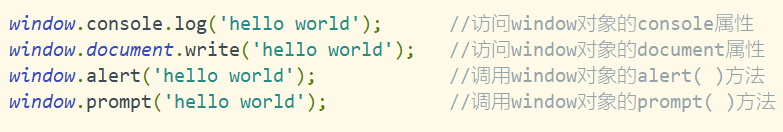 window.console.log('hello world');　　　//访问window对象的console属性
window.document.write('hello world');　//访问window对象的document属性
window.alert('hello world');　　　　　　//调用window对象的alert( )方法
window.prompt('hello world');　　　　　//调用window对象的prompt( )方法